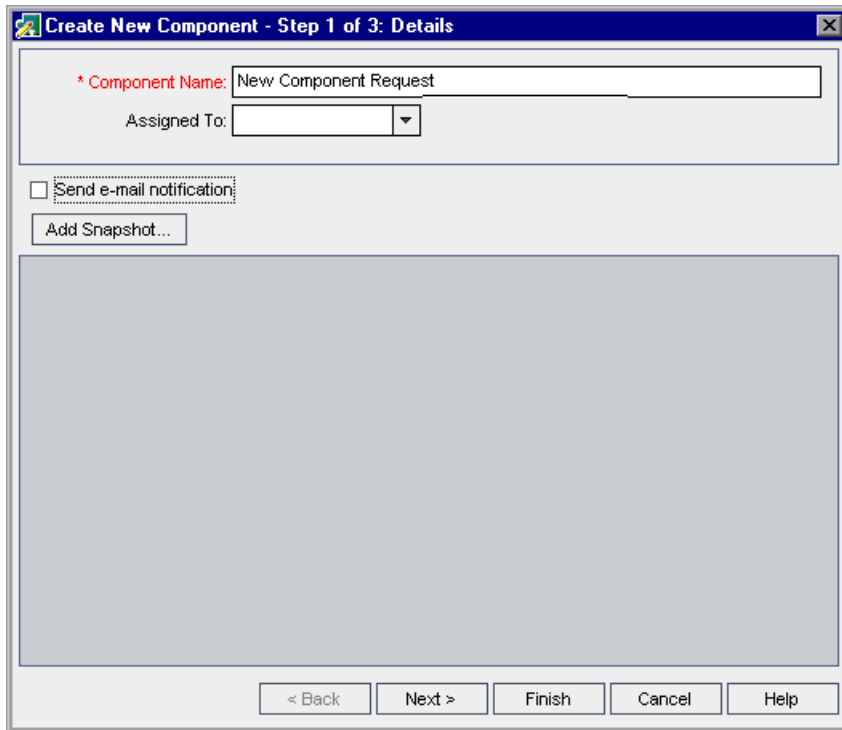 Create New Component - Step 1 of 3: Details
* Component Name: New Component Request
Assigned To:
Send e-mail notification
Add Snapshot...
< Back Next > Finish Cancel Help